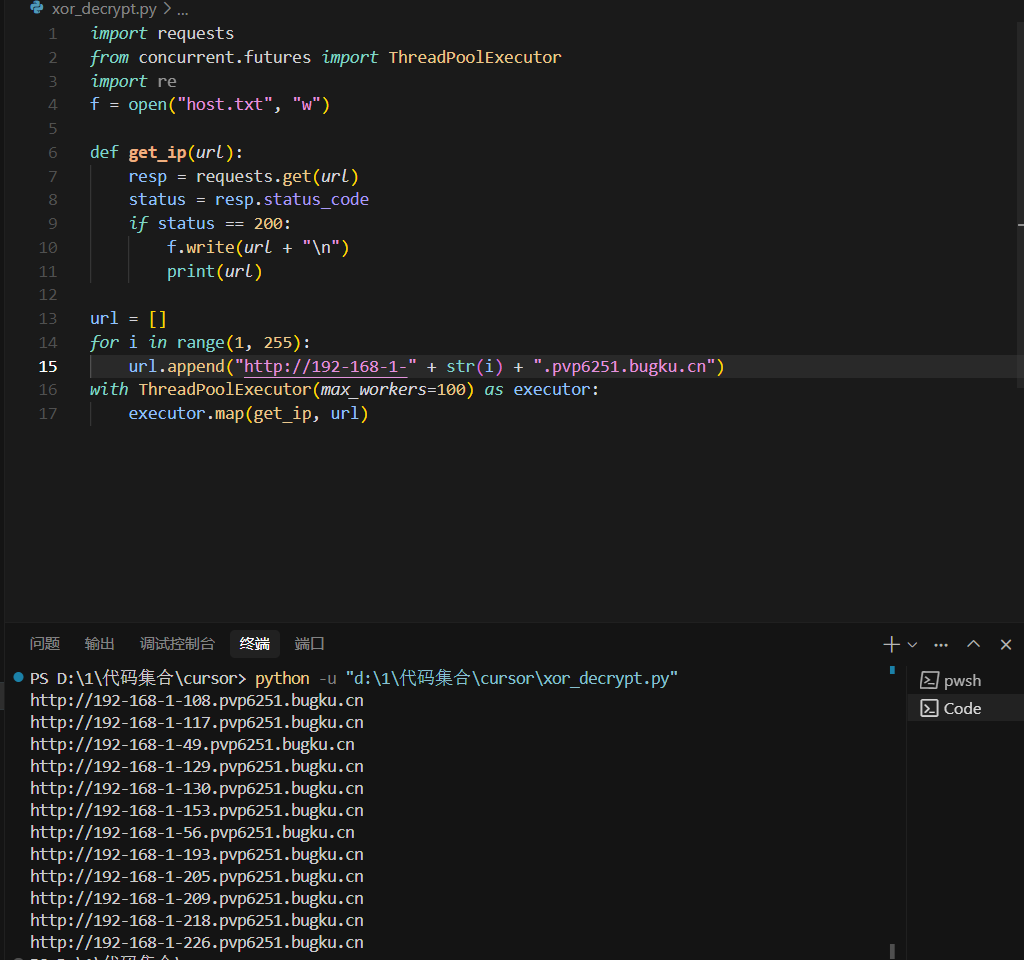 xor_decrypt.py > ...
1 import requests
2 from concurrent.futures import ThreadPoolExecutor
3 import re
4 f = open("host.txt", "w")
5
6 def get_ip(url):
7     resp = requests.get(url)
8     status = resp.status_code
9     if status == 200:
10         f.write(url + "\n")
11         print(url)
12
13 url = []
14 for i in range(1, 255):
15     url.append("http://192-168-1-" + str(i) + ".pvp6251.bugku.cn")
16 with ThreadPoolExecutor(max_workers=100) as executor:
17     executor.map(get_ip, url)
问题 输出 调试控制台 终端 端口
PS D:\1\代码集合\cursor> python -u "d:\1\代码集合\cursor\xor_decrypt.py"
http://192-168-1-108.pvp6251.bugku.cn
http://192-168-1-117.pvp6251.bugku.cn
http://192-168-1-49.pvp6251.bugku.cn
http://192-168-1-129.pvp6251.bugku.cn
http://192-168-1-130.pvp6251.bugku.cn
http://192-168-1-153.pvp6251.bugku.cn
http://192-168-1-56.pvp6251.bugku.cn
http://192-168-1-193.pvp6251.bugku.cn
http://192-168-1-205.pvp6251.bugku.cn
http://192-168-1-209.pvp6251.bugku.cn
http://192-168-1-218.pvp6251.bugku.cn
http://192-168-1-226.pvp6251.bugku.cn
pwsh
Code